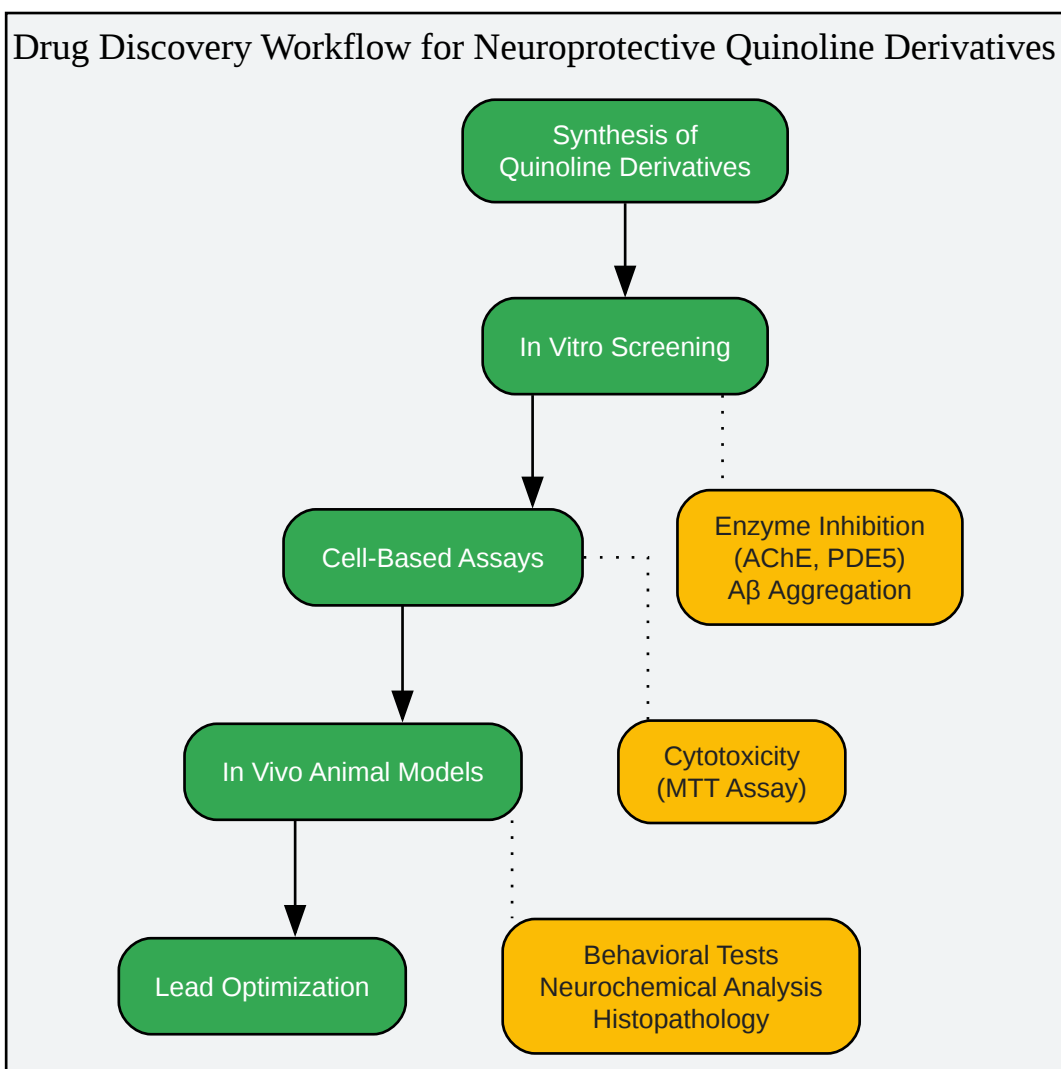 Drug Discovery Workflow for Neuroprotective Quinoline Derivatives
Synthesis of
Quinoline Derivatives
In Vitro Screening
Enzyme Inhibition
(AChE, PDE5)
Aβ Aggregation
Cell-Based Assays
Cytotoxicity
(MTT Assay)
In Vivo Animal Models
Behavioral Tests
Neurochemical Analysis
Histopathology
Lead Optimization